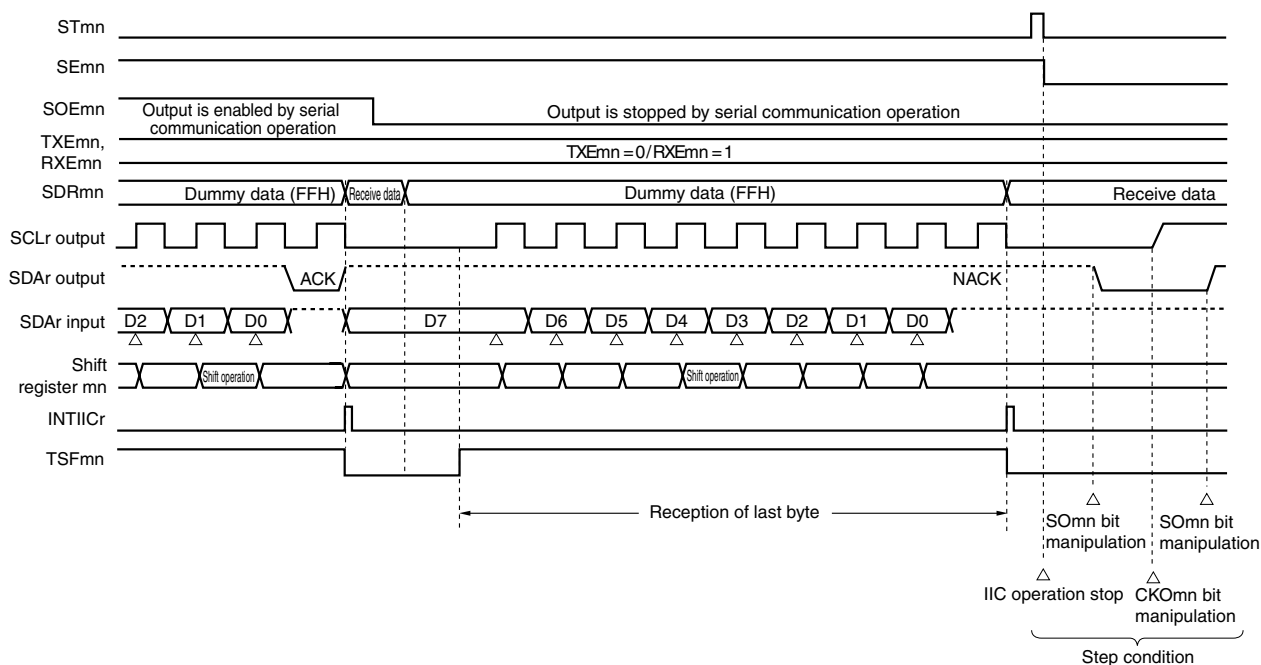 STmn
SEmn
SOEmn
Output is enabled by serial
communication operation
Output is stopped by serial communication operation
TXEmn,
RXEmn
TXEmn = 0 / RXEmn = 1
SDRmn
Dummy data (FFH)
Receive data
Dummy data (FFH)
Receive data
SCLr output
SDAr output
ACK
NACK
SDAr input
D2
D1
D0
D7
D6
D5
D4
D3
D2
D1
D0
Shift
register mn
Shift operation
Shift operation
INTIICr
TSFmn
Reception of last byte
SOmn bit
manipulation
SOmn bit
manipulation
IIC operation stop
CKOmn bit
manipulation
Step condition